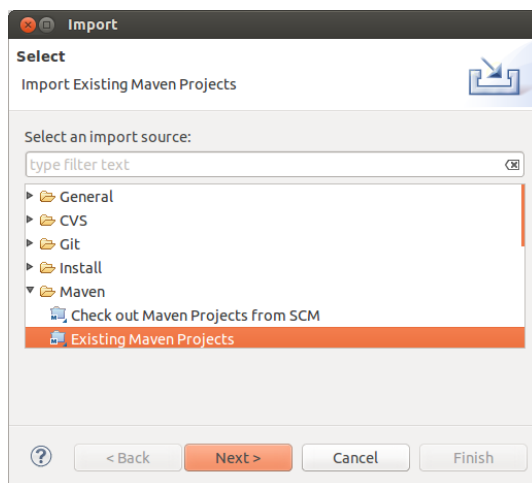 Import
Select
Import Existing Maven Projects
Select an import source:
type filter text
General
CVS
Git
Install
Maven
Check out Maven Projects from SCM
Existing Maven Projects
? < Back Next > Cancel Finish